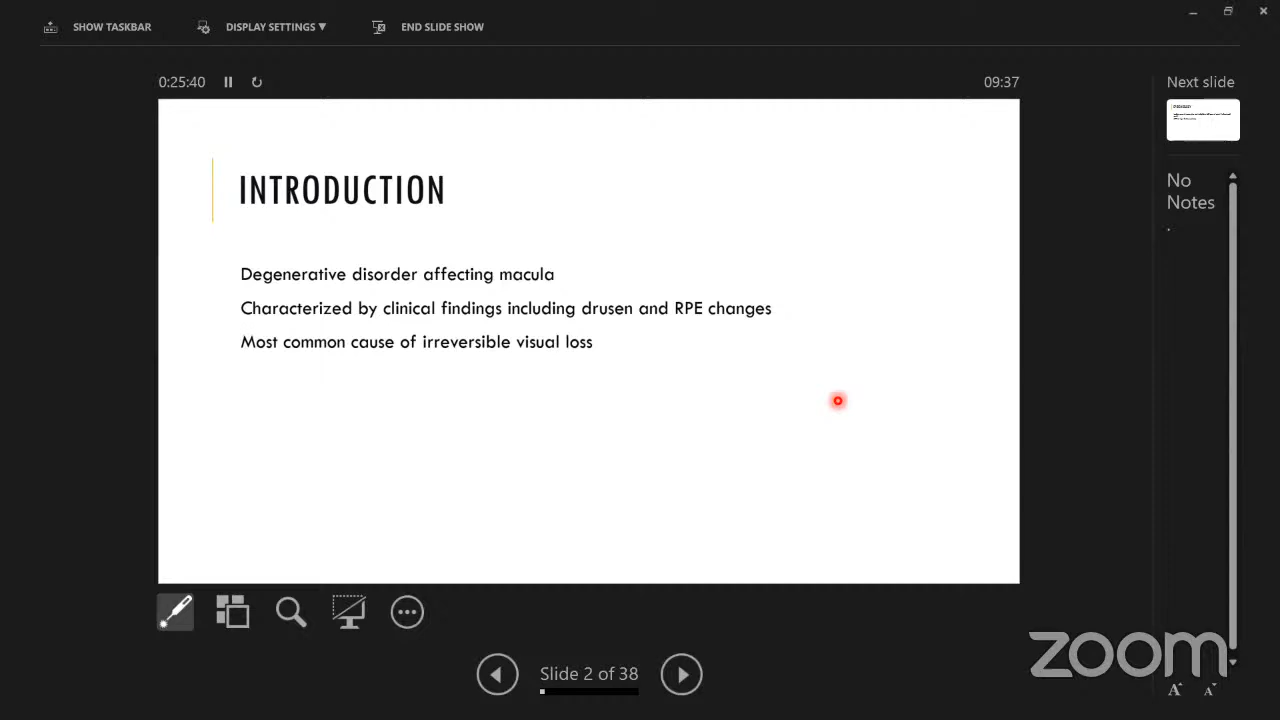 SHOW TASKBAR DISPLAY SETTINGS ▼ END SLIDE SHOW
0:25:40 09:37
Next slide
INTRODUCTION
Degenerative disorder affecting macula
Characterized by clinical findings including drusen and RPE changes
Most common cause of irreversible visual loss
No
Notes
.
Slide 2 of 38
zoom
A A